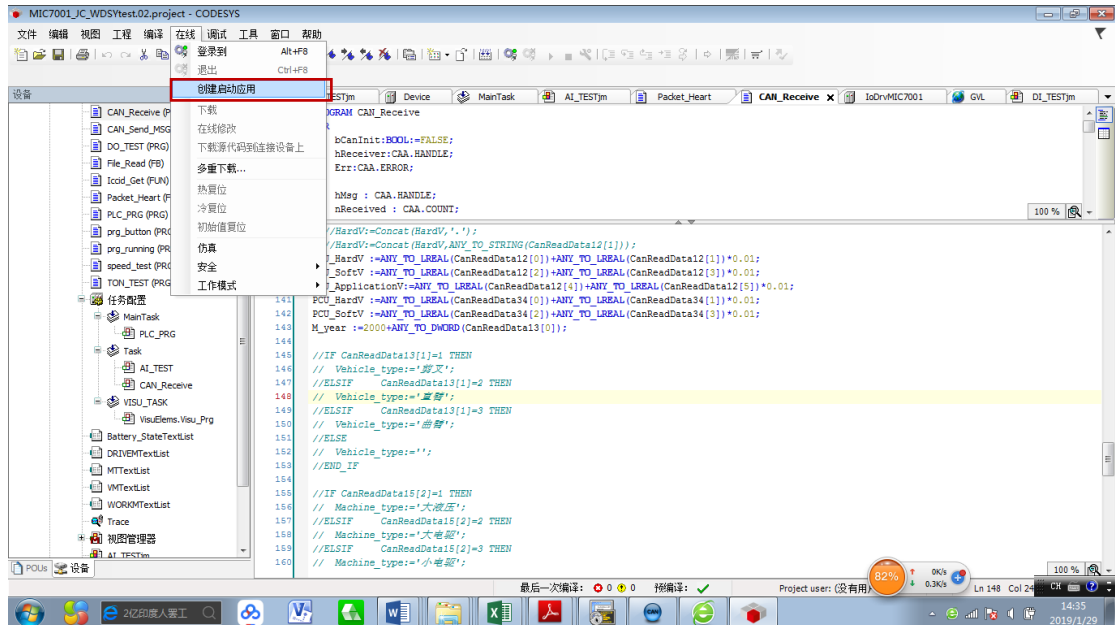 MIC7001_JC_WDSYtest.02.project - CODESYS
文件 编辑 视图 工程 编译 在线 调试 工具 窗口 帮助
登录到 Alt+F8
退出 Ctrl+F8
创建启动应用
下载
在线修改
下载源代码到连接设备上
多重下载...
热复位
冷复位
初始值复位
仿真
安全
工作模式
设备
CAN_Receive (P
CAN_Send_MSG
DO_TEST (PRG)
File_Read (FB)
Iccid_Get (FUN)
Packet_Heart (F
PLC_PRG (PRG)
prg_button (PRG
prg_running (PR
speed_test (PRG
TON_TEST (PRG
任务配置
MainTask
PLC_PRG
Task
AI_TEST
CAN_Receive
VISU_TASK
VisuElems.Visu_Prg
Battery_StateTextList
DRIVEMTextList
MTTextList
VMTextList
WORKMTextList
Trace
视图管理器
AI_TESTjm
POUs 设备
ESTjm Device MainTask AI_TESTjm Packet_Heart CAN_Receive IoDrvMIC7001 GVL DI_TESTjm
OGRAM CAN_Receive
R
bCanInit:BOOL:=FALSE;
hReceiver:CAA.HANDLE;
Err:CAA.ERROR;
hMsg : CAA.HANDLE;
nReceived : CAA.COUNT;
100 %
//HardV:=Concat(HardV,'.');
//HardV:=Concat(HardV,ANY_TO_STRING(CanReadData12[1]));
U_HardV :=ANY_TO_LREAL(CanReadData12[0])+ANY_TO_LREAL(CanReadData12[1])*0.01;
U_SoftV :=ANY_TO_LREAL(CanReadData12[2])+ANY_TO_LREAL(CanReadData12[3])*0.01;
_ApplicationV:=ANY_TO_LREAL(CanReadData12[4])+ANY_TO_LREAL(CanReadData12[5])*0.01;
141 PCU_HardV :=ANY_TO_LREAL(CanReadData34[0])+ANY_TO_LREAL(CanReadData34[1])*0.01;
142 PCU_SoftV :=ANY_TO_LREAL(CanReadData34[2])+ANY_TO_LREAL(CanReadData34[3])*0.01;
143 M_year :=2000+ANY_TO_DWORD(CanReadData13[0]);
144
145 //IF CanReadData13[1]=1 THEN
146 // Vehicle_type:='剪叉';
147 //ELSIF CanReadData13[1]=2 THEN
148 // Vehicle_type:='直臂';
149 //ELSIF CanReadData13[1]=3 THEN
150 // Vehicle_type:='曲臂';
151 //ELSE
152 // Vehicle_type:='';
153 //END_IF
154
155 //IF CanReadData15[2]=1 THEN
156 // Machine_type:='大液压';
157 //ELSIF CanReadData15[2]=2 THEN
158 // Machine_type:='大电驱';
159 //ELSIF CanReadData15[2]=3 THEN
160 // Machine_type:='小电驱';
100 %
最后一次编译: 0 0 预编译: Project user: (没有用 Ln 148 Col 24
82% 0K/s
0.3K/s
CH
2亿印度人罢工
14:35
2019/1/29